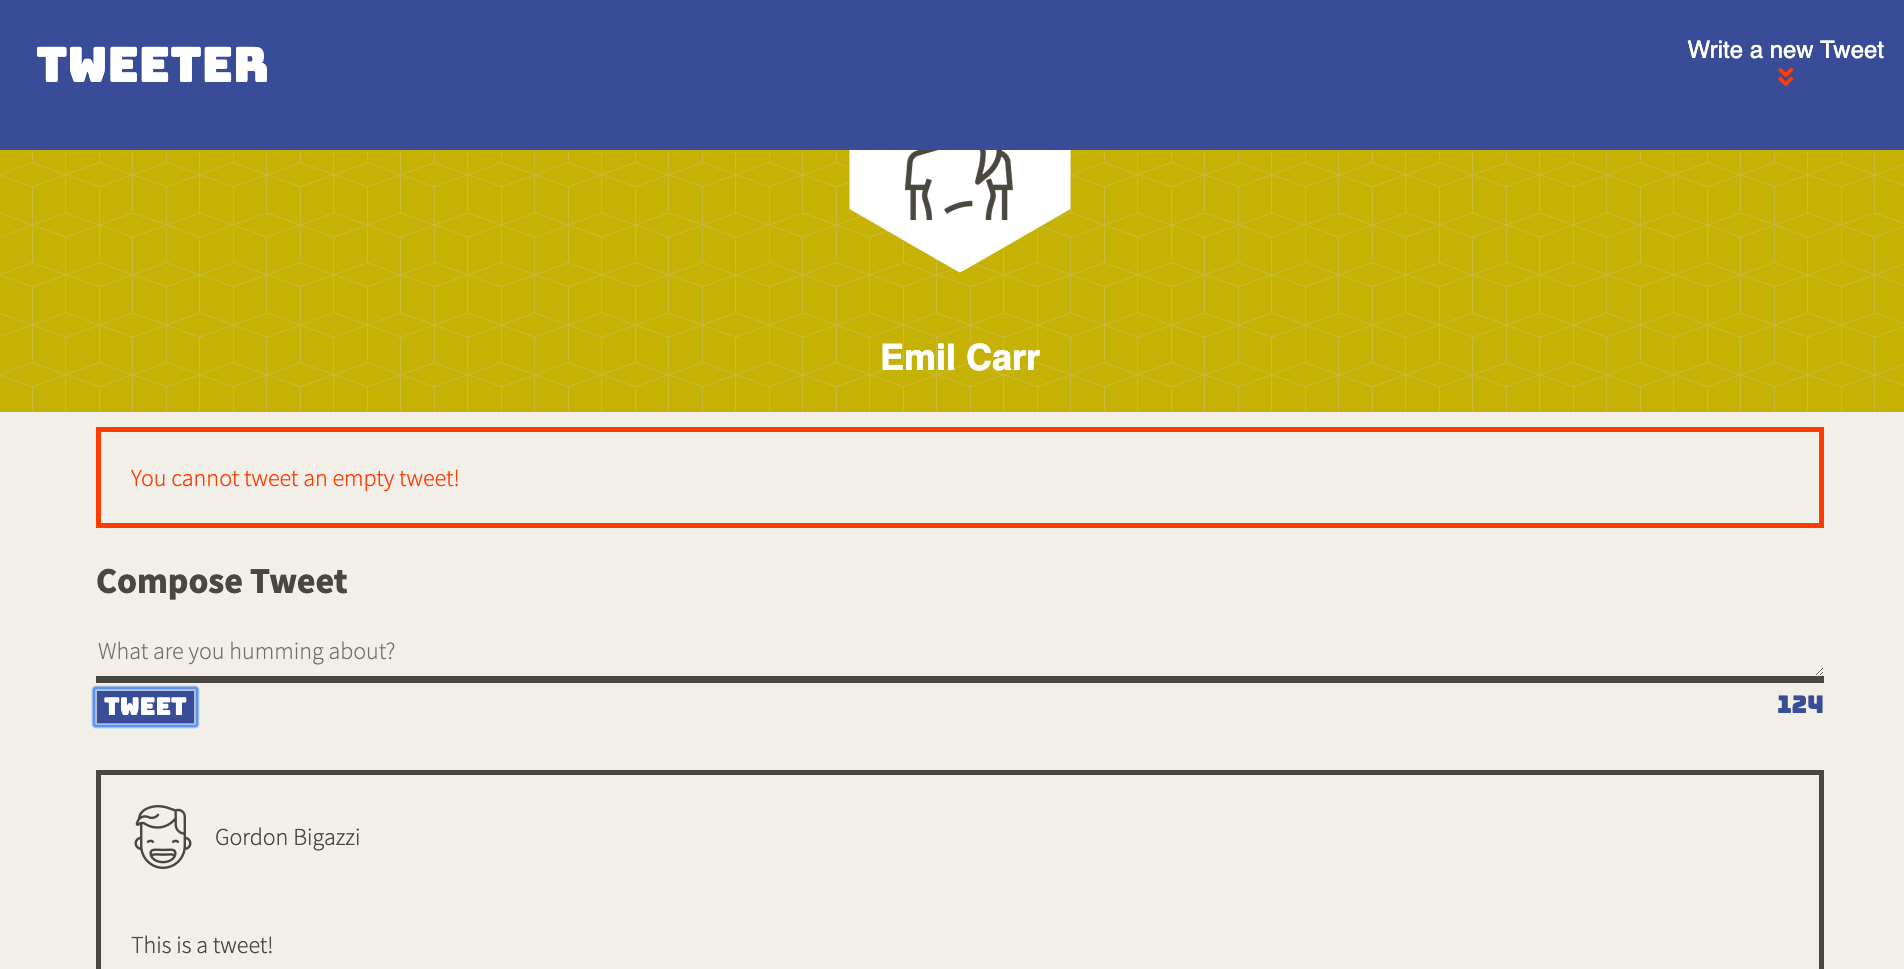 TWEETER
Write a new Tweet
Emil Carr
You cannot tweet an empty tweet!
Compose Tweet
What are you humming about?
TWEET
124
Gordon Bigazzi
This is a tweet!